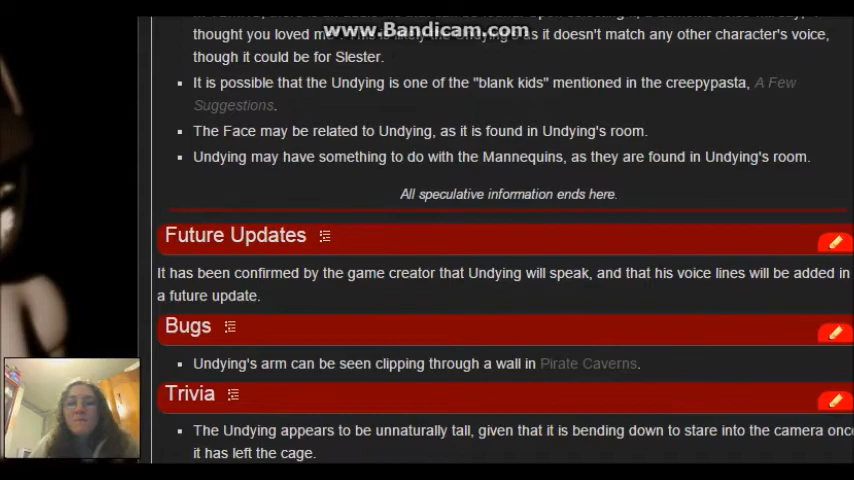 www.Bandicam.com
thought you loved me
as it doesn't match any other character's voice,
though it could be for Slester.
It is possible that the Undying is one of the "blank kids" mentioned in the creepypasta, A Few
Suggestions.
The Face may be related to Undying, as it is found in Undying's room.
Undying may have something to do with the Mannequins, as they are found in Undying's room.
All speculative information ends here.
Future Updates
It has been confirmed by the game creator that Undying will speak, and that his voice lines will be added in
a future update.
Bugs
Undying's arm can be seen clipping through a wall in Pirate Caverns.
Trivia
The Undying appears to be unnaturally tall, given that it is bending down to stare into the camera once
it has left the cage.